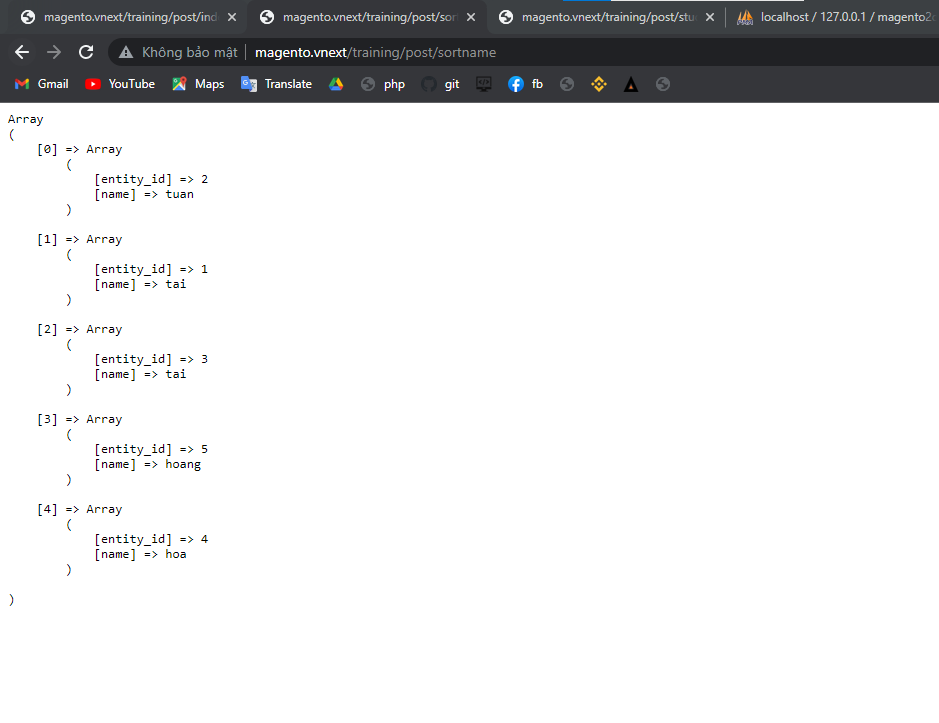 magento.vnext/training/post/ind
magento.vnext/training/post/sort
magento.vnext/training/post/stu
localhost / 127.0.0.1 / magento2
Không bảo mật
magento.vnext/training/post/sortname
Gmail
YouTube
Maps
Translate
php
git
fb
Array
(
[0] => Array
(
[entity_id] => 2
[name] => tuan
)
[1] => Array
(
[entity_id] => 1
[name] => tai
)
[2] => Array
(
[entity_id] => 3
[name] => tai
)
[3] => Array
(
[entity_id] => 5
[name] => hoang
)
[4] => Array
(
[entity_id] => 4
[name] => hoa
)
)